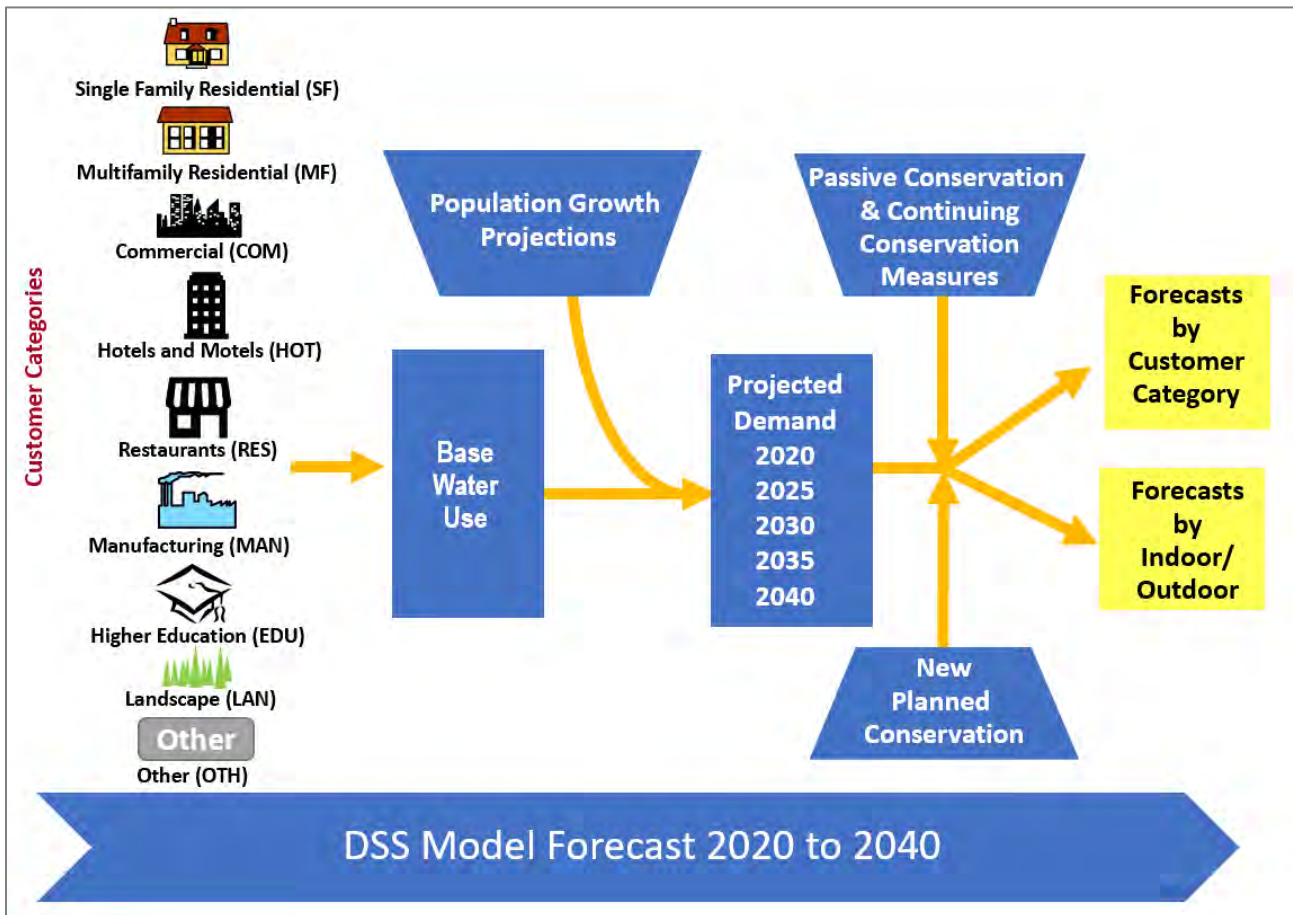 Customer Categories
Single Family Residential (SF)
Multifamily Residential (MF)
Commercial (COM)
Hotels and Motels (HOT)
Restaurants (RES)
Manufacturing (MAN)
Higher Education (EDU)
Landscape (LAN)
Other
Other (OTH)
Base
Water
Use
Population Growth
Projections
Projected
Demand
2020
2025
2030
2035
2040
Passive Conservation
& Continuing
Conservation
Measures
New
Planned
Conservation
Forecasts
by
Customer
Category
Forecasts
by
Indoor/
Outdoor
DSS Model Forecast 2020 to 2040